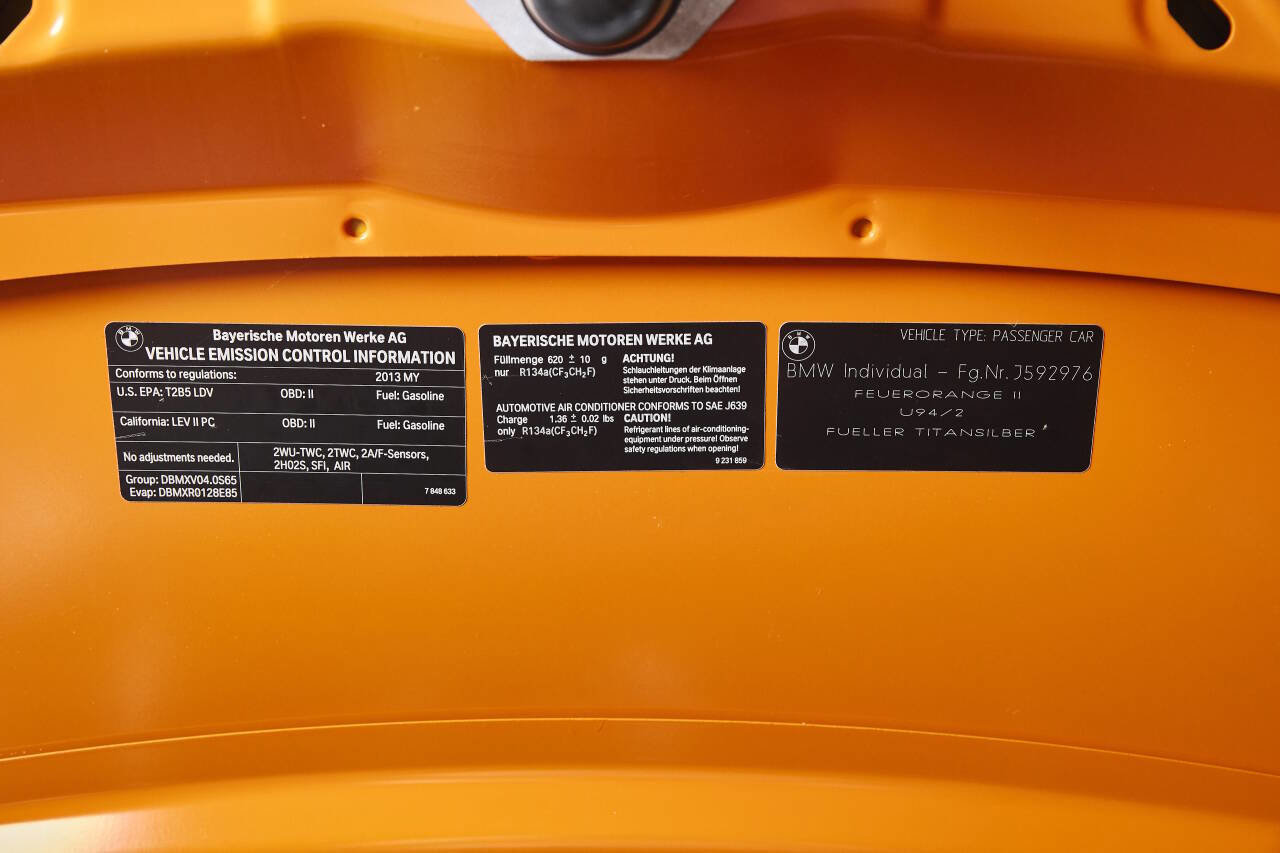 BMW
Bayerische Motoren Werke AG
VEHICLE EMISSION CONTROL INFORMATION
Conforms to regulations: 2013 MY
U.S. EPA: T2B5 LDV OBD: II Fuel: Gasoline
California: LEV II PC OBD: II Fuel: Gasoline
No adjustments needed. 2WU-TWC, 2TWC, 2A/F-Sensors,
2HO2S, SFI, AIR
Group: DBMXV04.0S65
Evap: DBMXR0128E85 7 848 633
BAYERISCHE MOTOREN WERKE AG
Füllmenge 620 ± 10 g
nur R134a(CF₃CH₂F)
ACHTUNG!
Schlauchleitungen der Klimaanlage
stehen unter Druck. Beim Öffnen
Sicherheitsvorschriften beachten!
AUTOMOTIVE AIR CONDITIONER CONFORMS TO SAE J639
Charge 1.36 ± 0.02 lbs
only R134a(CF₃CH₂F)
CAUTION!
Refrigerant lines of air-conditioning-
equipment under pressure! Observe
safety regulations when opening!
9 231 859
BMW
VEHICLE TYPE: PASSENGER CAR
BMW Individual - Fg.Nr.J592976
FEUERORANGE II
U94/2
FUELLER TITANSILBER